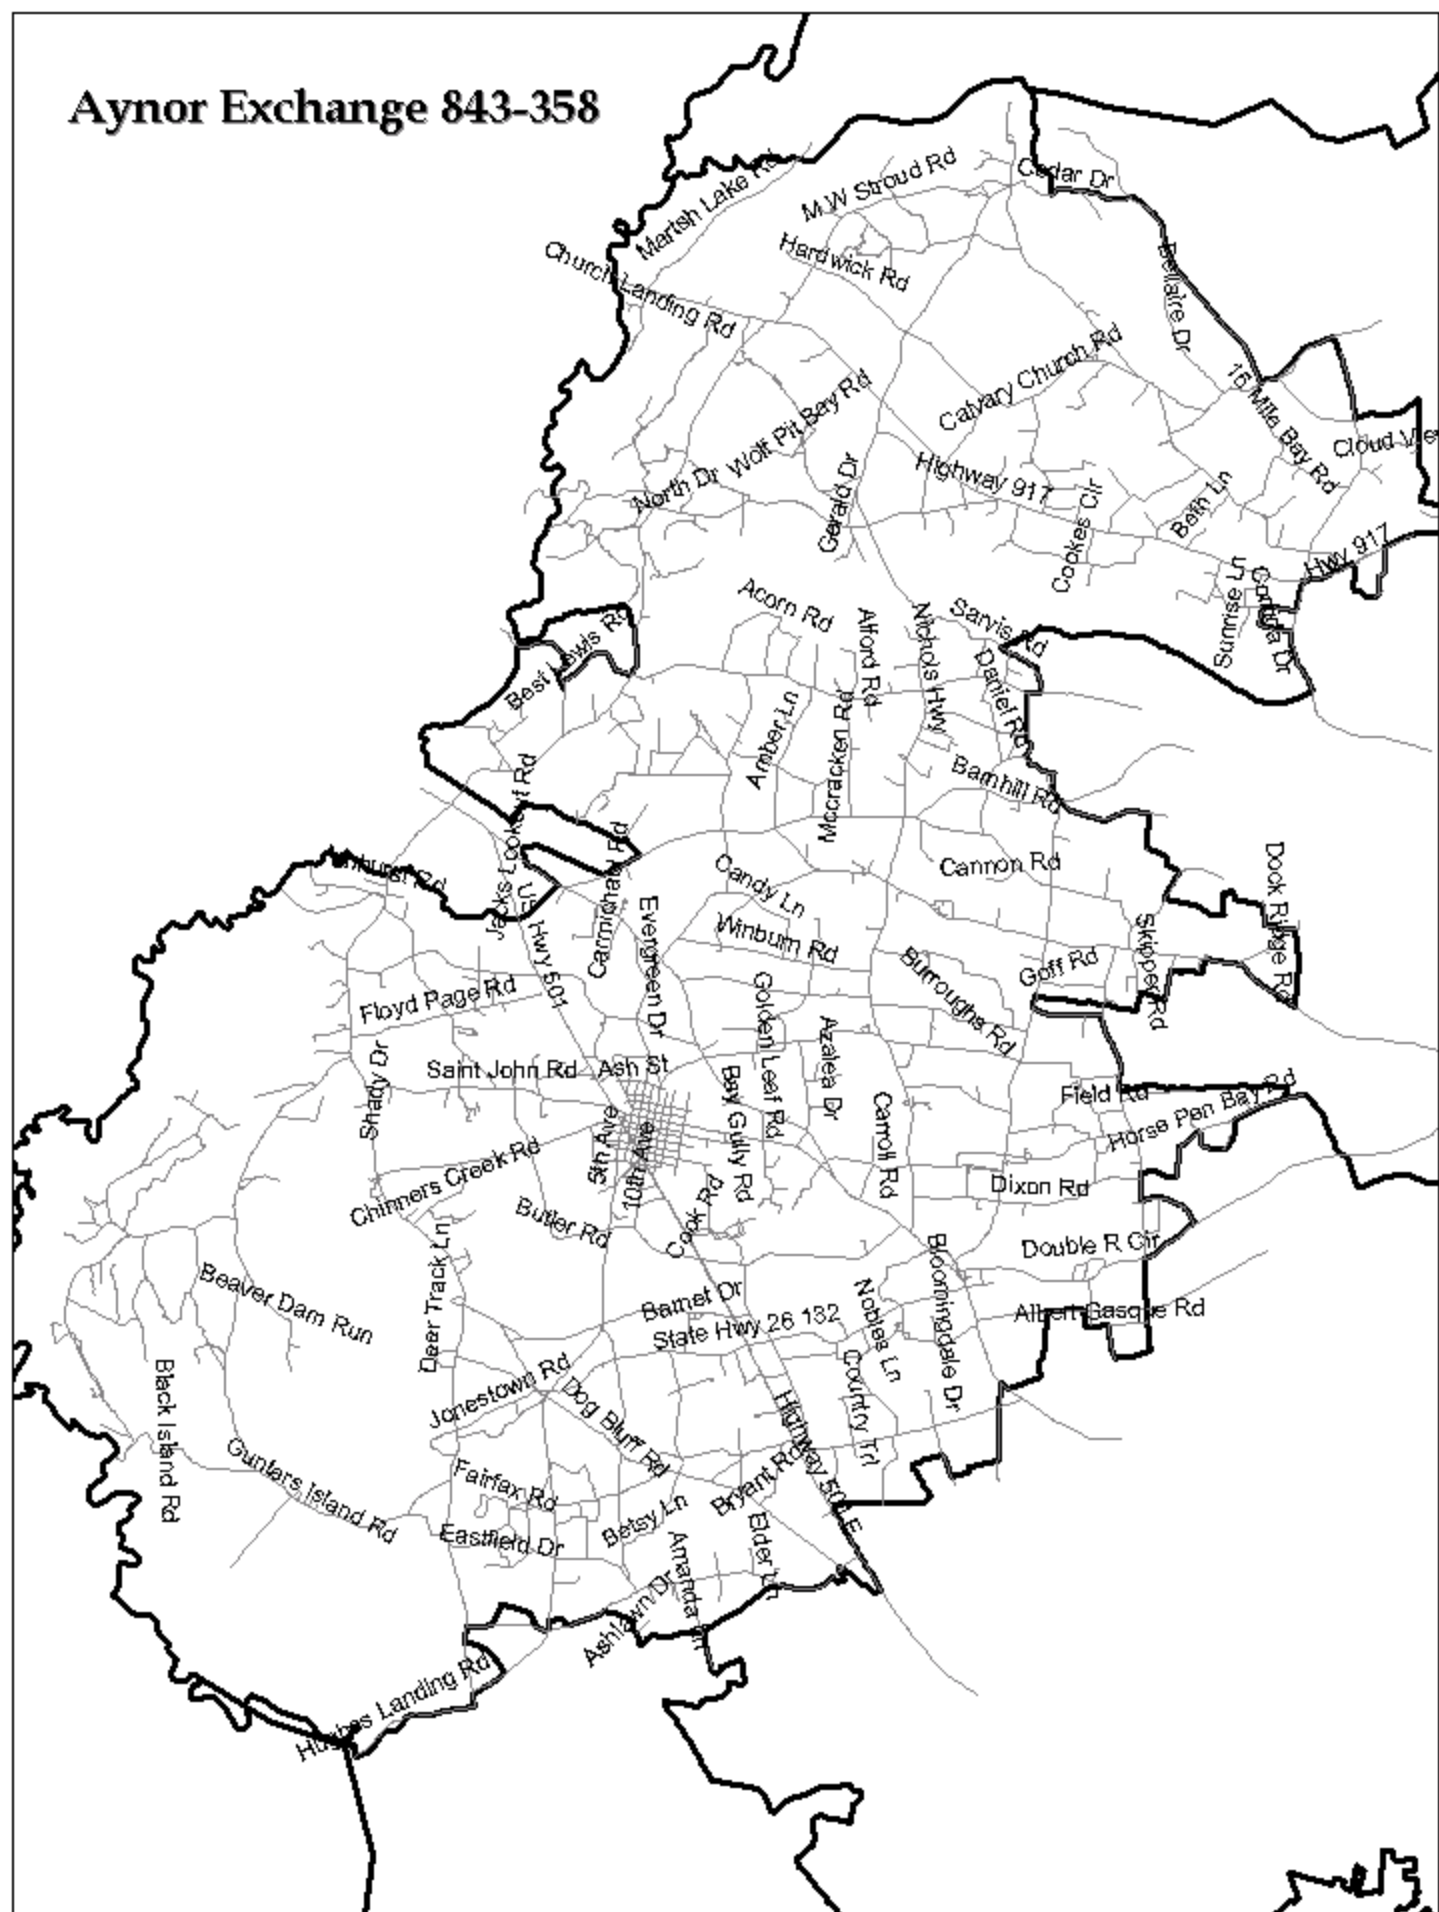 Aynor Exchange 843-358
Martsh Lake Rd
M W Stroud Rd
Cedar Dr
Church Landing Rd
Hardwick Rd
Bellaire Dr
Calvary Church Rd
16 Mile Bay Rd
Wolf Pit Bay Rd
Cloud Vie
North Dr
Gerald Dr
Highway 917
Cookes Cir
Beth Ln
Hwy 917
Sunrise Ln
Acorn Rd
Alford Rd
Nichols Hwy
Sarvis Rd
Daniel Rd
Best Lewis Rd
Amber Ln
Mccracken Rd
Barnhill Rd
Carmichael Rd
US Hwy 501
Candy Ln
Cannon Rd
Dock Ridge Rd
Evergreen Dr
Winburn Rd
Burroughs Rd
Goff Rd
Skipper Rd
Floyd Page Rd
Golden Leaf Rd
Azalea Dr
Shady Dr
Saint John Rd
Ash St
Bay Gully Rd
Carroll Rd
Field Rd
Horse Pen Bay Rd
5th Ave
10th Ave
Chinners Creek Rd
Dixon Rd
Butler Rd
Cook Rd
Double R Cir
Deer Track Ln
Beaver Dam Run
Barnet Dr
State Hwy 26 132
Nobles Ln
Bloomingdale Dr
Albert Gasque Rd
Black Island Rd
Jonestown Rd
Dog Bluff Rd
Country Trl
Highway 501 E
Gunters Island Rd
Fairfax Rd
Bryant Rd
Eastfield Dr
Betsy Ln
Elder Ln
Amanda Ln
Ashlawn Dr
Hughes Landing Rd